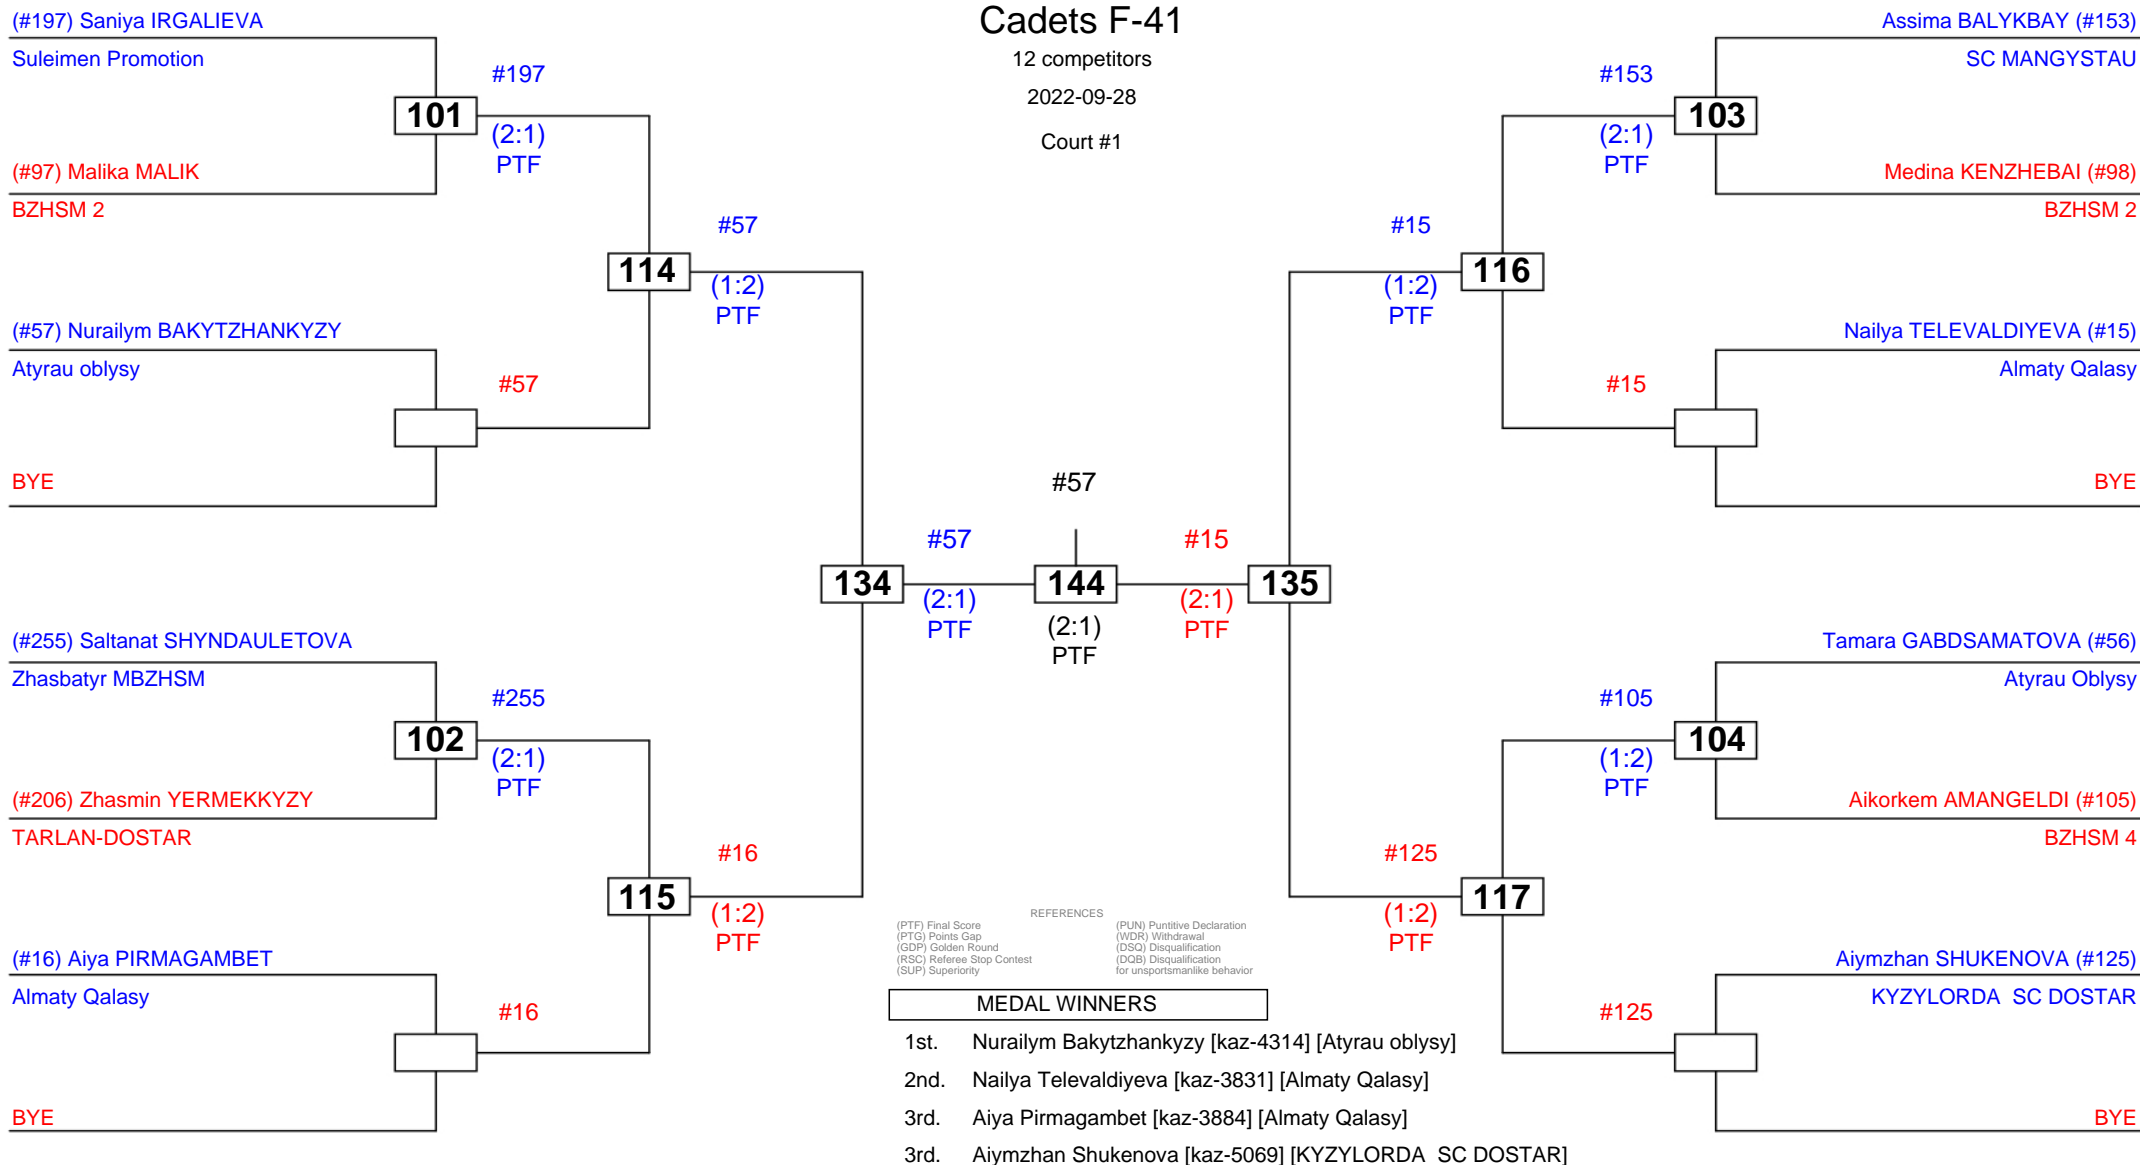 Cadets F-41
12 competitors
2022-09-28
Court #1
(#197) Saniya IRGALIEVA
Suleimen Promotion
#197
101
(2:1)
PTF
(#97) Malika MALIK
BZHSM 2
#57
114
(1:2)
PTF
(#57) Nurailym BAKYTZHANKYZY
Atyrau oblysy
#57
BYE
#57
134
(2:1)
PTF
(#255) Saltanat SHYNDAULETOVA
Zhasbatyr MBZHSM
#255
102
(2:1)
PTF
(#206) Zhasmin YERMEKKYZY
TARLAN-DOSTAR
#16
115
(1:2)
PTF
(#16) Aiya PIRMAGAMBET
Almaty Qalasy
#16
BYE
#57
144
(2:1)
PTF
Assima BALYKBAY (#153)
SC MANGYSTAU
#153
103
(2:1)
PTF
Medina KENZHEBAI (#98)
BZHSM 2
#15
116
(1:2)
PTF
Nailya TELEVALDIYEVA (#15)
Almaty Qalasy
#15
BYE
#15
135
(2:1)
PTF
Tamara GABDSAMATOVA (#56)
Atyrau Oblysy
#105
104
(1:2)
PTF
Aikorkem AMANGELDI (#105)
BZHSM 4
#125
117
(1:2)
PTF
Aiymzhan SHUKENOVA (#125)
KYZYLORDA  SC DOSTAR
#125
BYE
REFERENCES
(PTF) Final Score
(PTG) Points Gap
(GDP) Golden Round
(RSC) Referee Stop Contest
(SUP) Superiority
(PUN) Puntitive Declaration
(WDR) Withdrawal
(DSQ) Disqualification
(DQB) Disqualification
for unsportsmanlike behavior
MEDAL WINNERS
1st. Nurailym Bakytzhankyzy [kaz-4314] [Atyrau oblysy]
2nd. Nailya Televaldiyeva [kaz-3831] [Almaty Qalasy]
3rd. Aiya Pirmagambet [kaz-3884] [Almaty Qalasy]
3rd. Aiymzhan Shukenova [kaz-5069] [KYZYLORDA  SC DOSTAR]